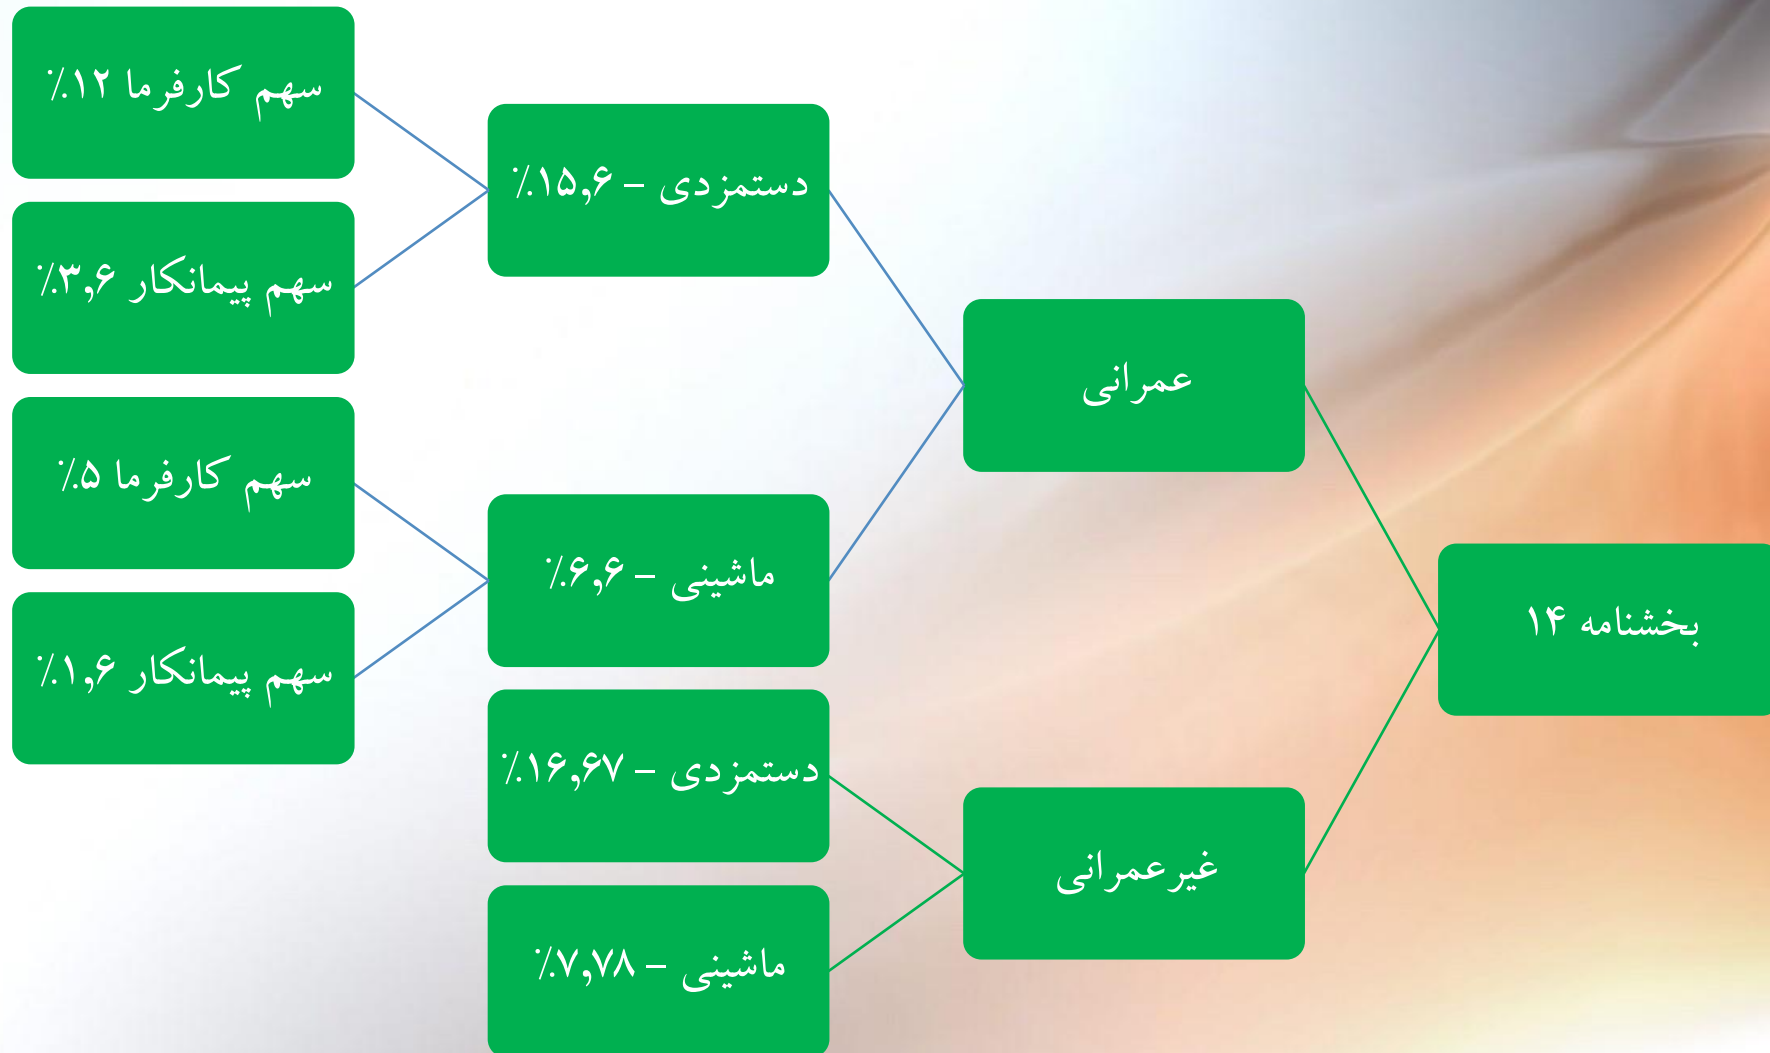 بخشنامه ۱۴
عمرانی
دستمزدی – ۱۵٫۶٪
سهم کارفرما ۱۲٪
سهم پیمانکار ۳٫۶٪
ماشینی – ۶٫۶٪
سهم کارفرما ۵٪
سهم پیمانکار ۱٫۶٪
غیرعمرانی
دستمزدی – ۱۶٫۶۷٪
ماشینی – ۷٫۷۸٪